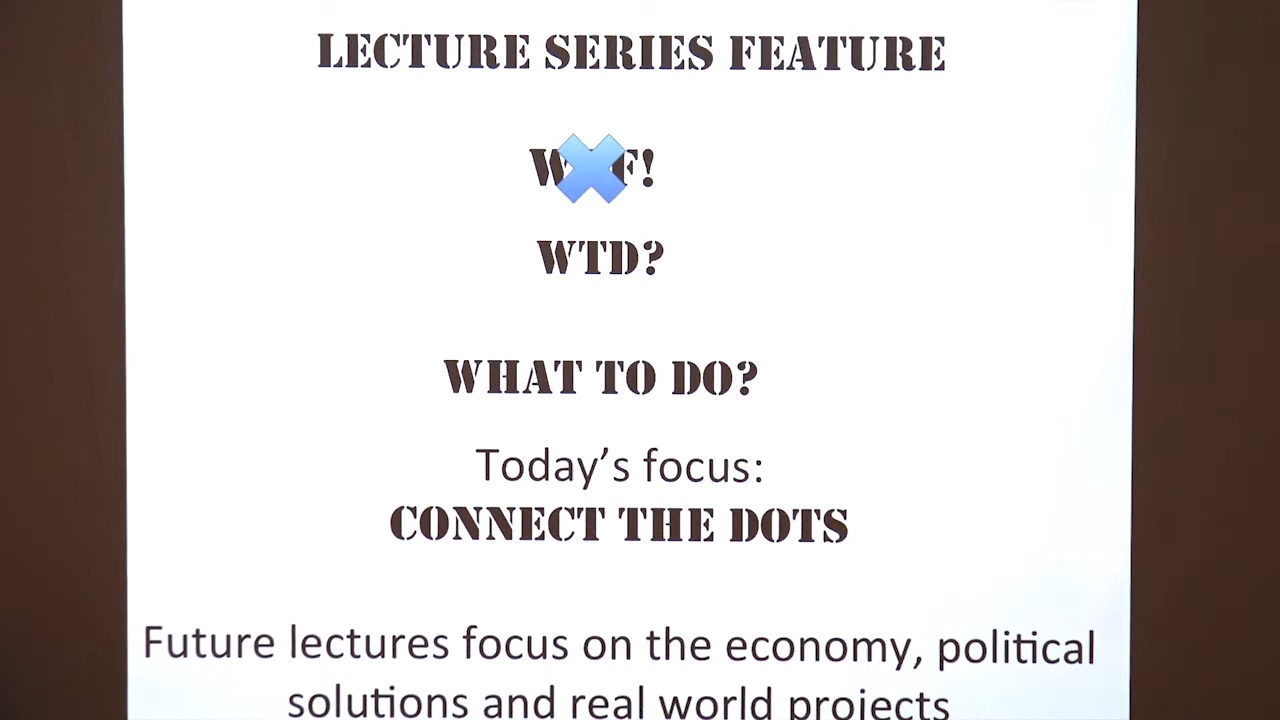 LECTURE SERIES FEATURE
W F!
WTD?
WHAT TO DO?
Today's focus:
CONNECT THE DOTS
Future lectures focus on the economy, political
solutions and real world projects